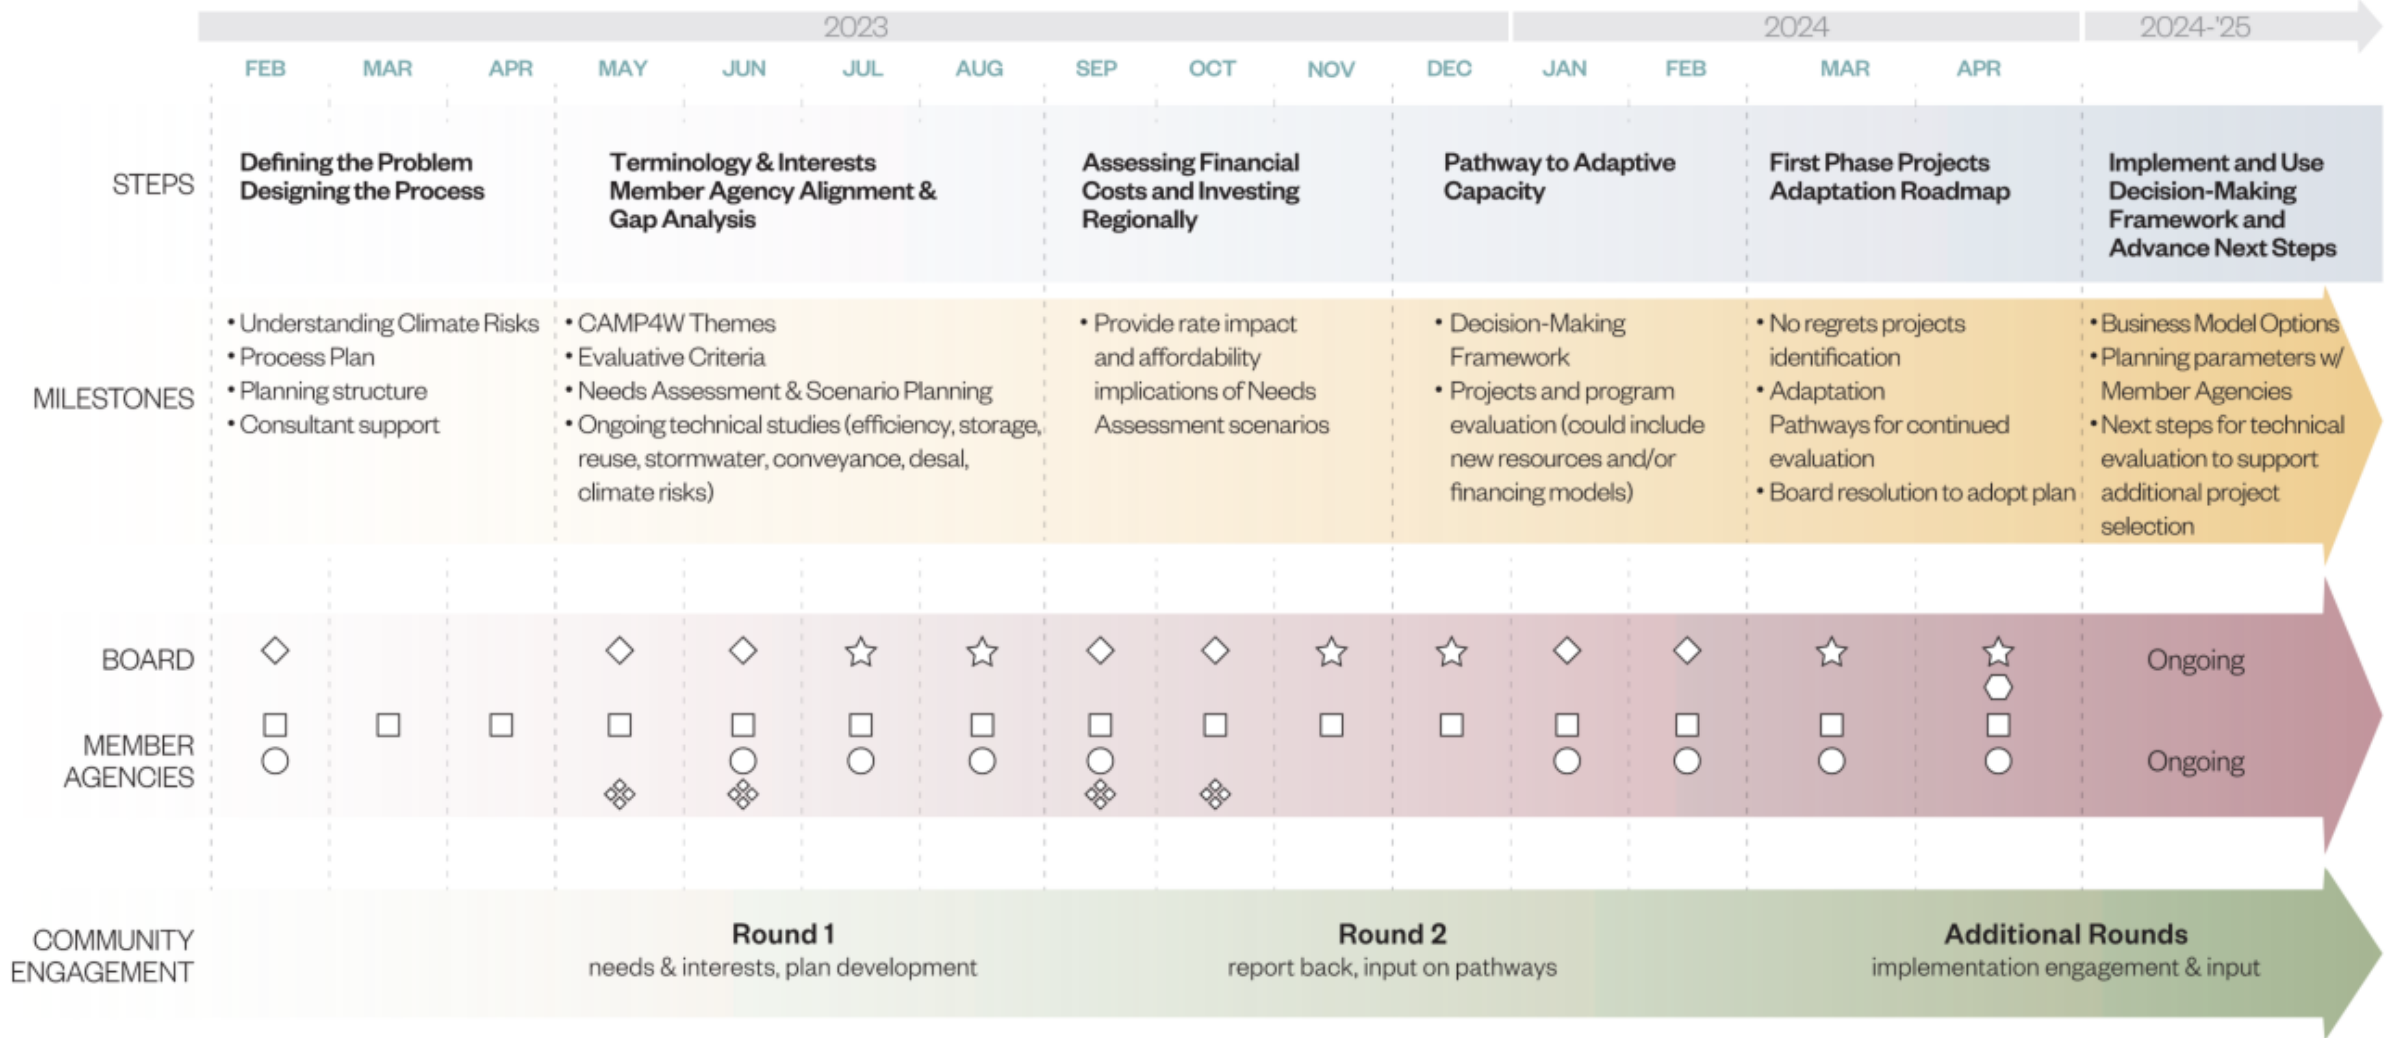 2023
2024
2024-'25
FEB
MAR
APR
MAY
JUN
JUL
AUG
SEP
OCT
NOV
DEC
JAN
FEB
MAR
APR
STEPS
Defining the Problem
Designing the Process
Terminology & Interests
Member Agency Alignment &
Gap Analysis
Assessing Financial
Costs and Investing
Regionally
Pathway to Adaptive
Capacity
First Phase Projects
Adaptation Roadmap
Implement and Use
Decision-Making
Framework and
Advance Next Steps
MILESTONES
• Understanding Climate Risks
• Process Plan
• Planning structure
• Consultant support
• CAMP4W Themes
• Evaluative Criteria
• Needs Assessment & Scenario Planning
• Ongoing technical studies (efficiency, storage,
reuse, stormwater, conveyance, desal,
climate risks)
• Provide rate impact
and affordability
implications of Needs
Assessment scenarios
• Decision-Making
Framework
• Projects and program
evaluation (could include
new resources and/or
financing models)
• No regrets projects
identification
• Adaptation
Pathways for continued
evaluation
• Board resolution to adopt plan
• Business Model Options
• Planning parameters w/
Member Agencies
• Next steps for technical
evaluation to support
additional project
selection
BOARD
Ongoing
MEMBER
AGENCIES
Ongoing
COMMUNITY
ENGAGEMENT
Round 1
needs & interests, plan development
Round 2
report back, input on pathways
Additional Rounds
implementation engagement & input